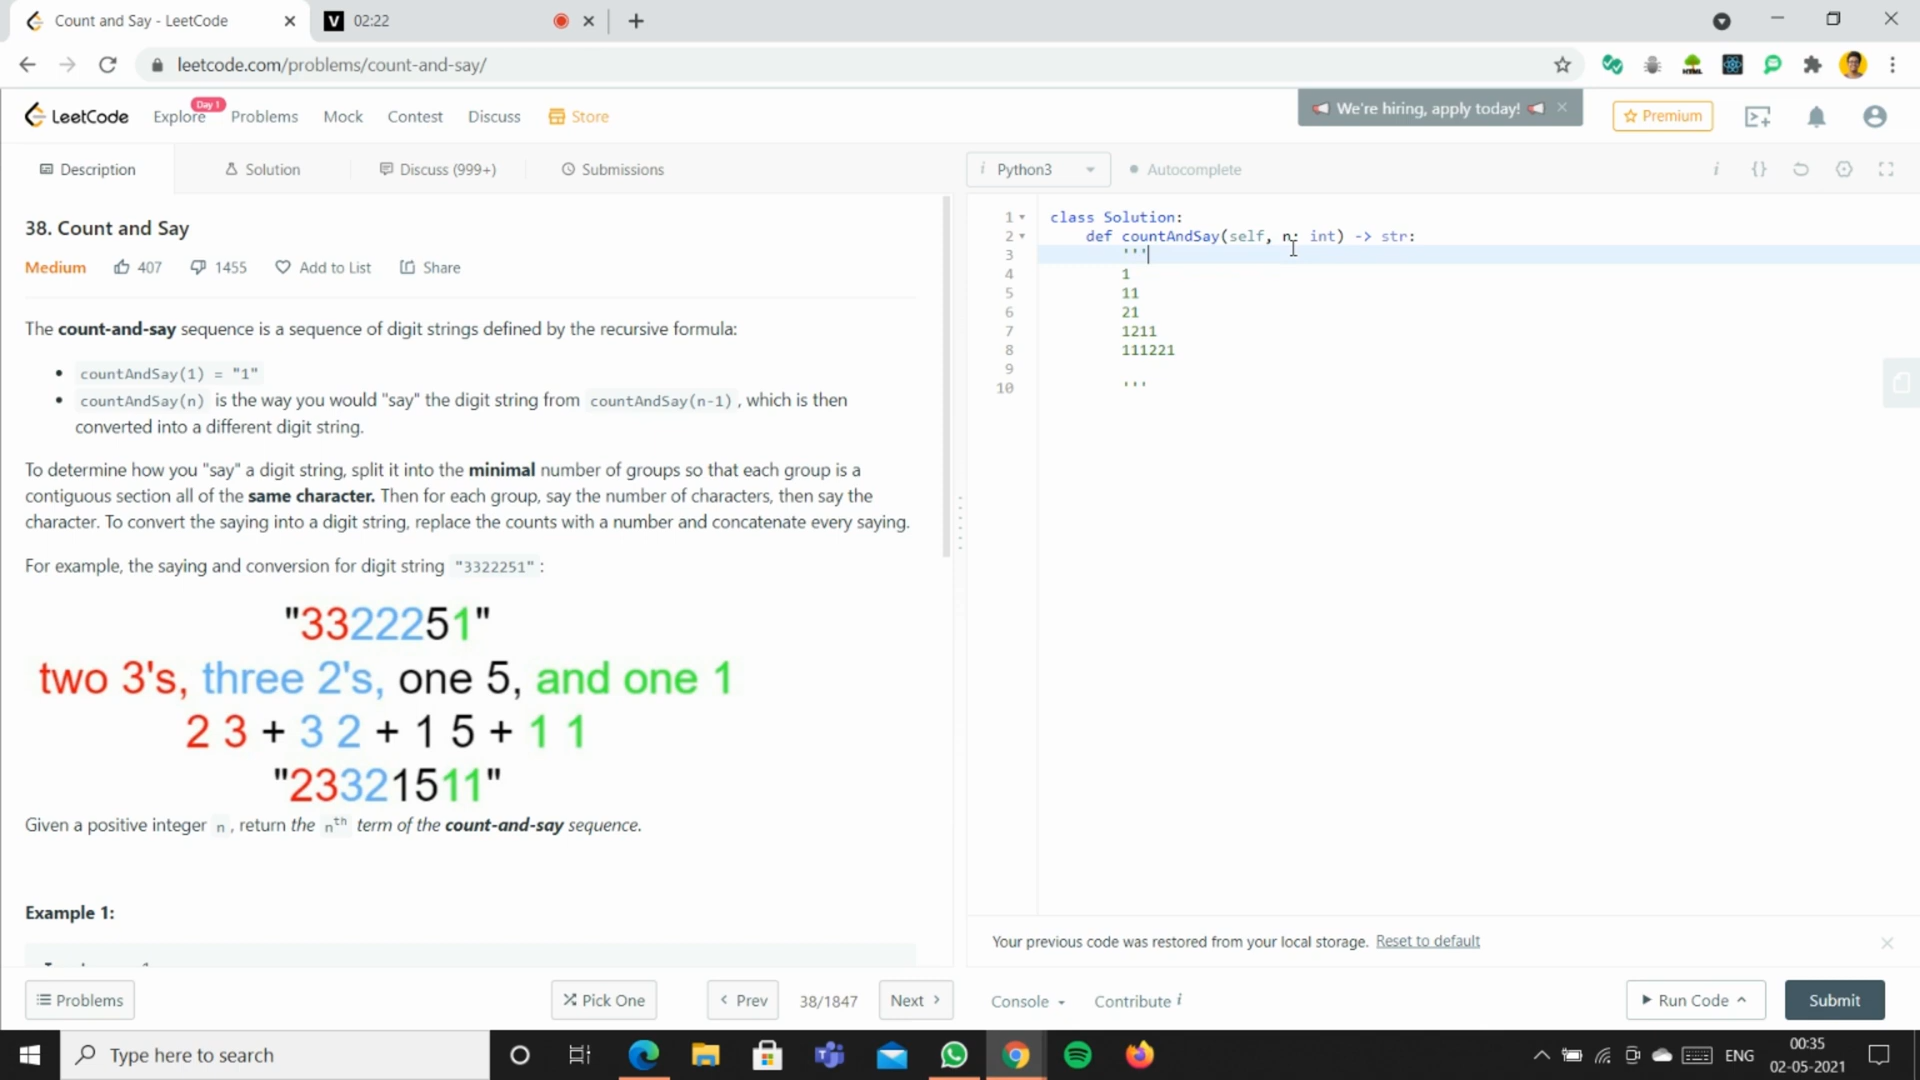 Count and Say - LeetCode
V 02:22
leetcode.com/problems/count-and-say/
LeetCode
Explore
Day 1
Problems
Mock
Contest
Discuss
Store
We're hiring, apply today!
Premium
Description
Solution
Discuss (999+)
Submissions
i Python3
Autocomplete
i {}
38. Count and Say
Medium 407 1455 Add to List Share
The count-and-say sequence is a sequence of digit strings defined by the recursive formula:
• countAndSay(1) = "1"
• countAndSay(n) is the way you would "say" the digit string from countAndSay(n-1), which is then
converted into a different digit string.
To determine how you "say" a digit string, split it into the minimal number of groups so that each group is a
contiguous section all of the same character. Then for each group, say the number of characters, then say the
character. To convert the saying into a digit string, replace the counts with a number and concatenate every saying.
For example, the saying and conversion for digit string "3322251":
"3322251"
two 3's, three 2's, one 5, and one 1
2 3 + 3 2 + 1 5 + 1 1
"23321511"
Given a positive integer n, return the nth term of the count-and-say sequence.
Example 1:
1 class Solution:
2 def countAndSay(self, n: int) -> str:
3 '''
4 1
5 11
6 21
7 1211
8 111221
9
10 '''
Your previous code was restored from your local storage. Reset to default
Problems
Pick One
Prev
38/1847
Next
Console
Contribute i
Run Code
Submit
Type here to search
ENG
00:35
02-05-2021